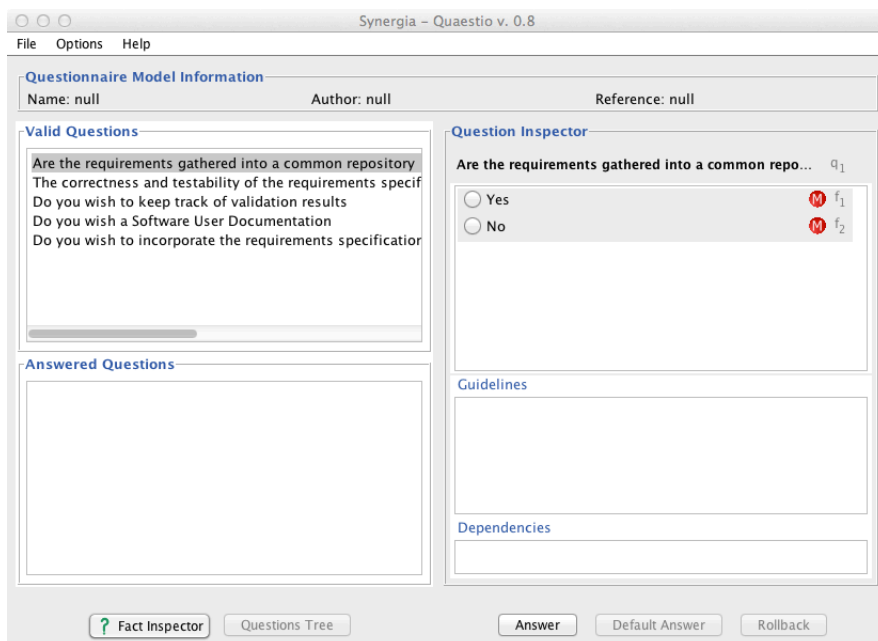 Synergia – Quaestio v. 0.8
File Options Help
Questionnaire Model Information
Name: null Author: null Reference: null
Valid Questions
Are the requirements gathered into a common repository
The correctness and testability of the requirements specif
Do you wish to keep track of validation results
Do you wish a Software User Documentation
Do you wish to incorporate the requirements specification
Answered Questions
Question Inspector
Are the requirements gathered into a common repo... q1
Yes M f1
No M f2
Guidelines
Dependencies
? Fact Inspector Questions Tree Answer Default Answer Rollback